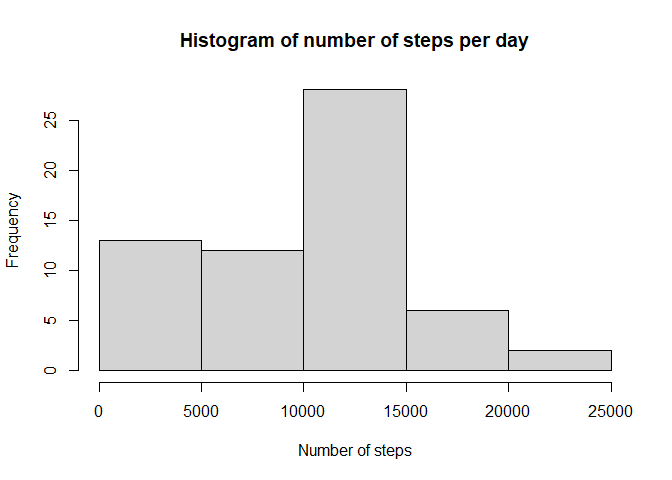 Histogram of number of steps per day
Frequency
25
20
15
10
5
0
0 5000 10000 15000 20000 25000
Number of steps